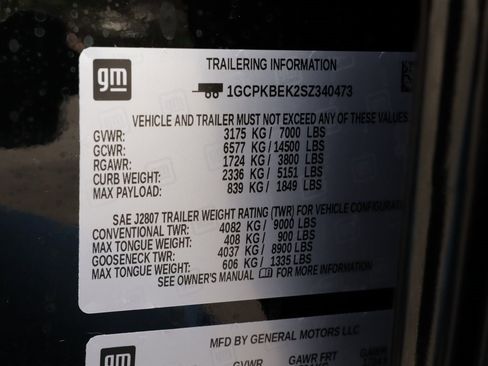 gm
TRAILERING INFORMATION
1GCPKBEK2SZ340473
VEHICLE AND TRAILER MUST NOT EXCEED ANY OF THESE VALUES
GVWR: 3175 KG / 7000 LBS
GCWR: 6577 KG / 14500 LBS
RGAWR: 1724 KG / 3800 LBS
CURB WEIGHT: 2336 KG / 5151 LBS
MAX PAYLOAD: 839 KG / 1849 LBS
SAE J2807 TRAILER WEIGHT RATING (TWR) FOR VEHICLE CONFIGURAT
CONVENTIONAL TWR: 4082 KG / 9000 LBS
MAX TONGUE WEIGHT: 408 KG / 900 LBS
GOOSENECK TWR: 4037 KG / 8900 LBS
MAX TONGUE WEIGHT: 606 KG / 1335 LBS
SEE OWNER'S MANUAL FOR MORE INFORMATION
gm
MFD BY GENERAL MOTORS LLC
GVWR GAWR FRT